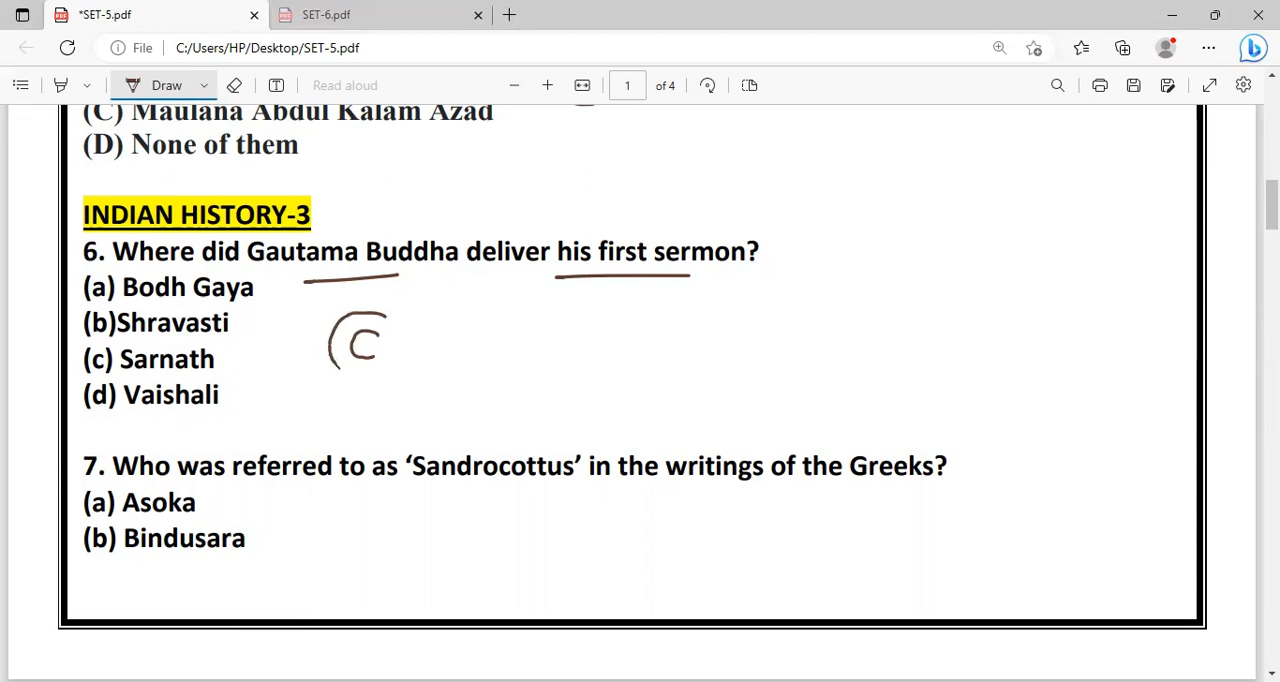 *SET-5.pdf
SET-6.pdf
File C:/Users/HP/Desktop/SET-5.pdf
Draw Read aloud 1 of 4
(C) Maulana Abdul Kalam Azad
(D) None of them
INDIAN HISTORY-3
6. Where did Gautama Buddha deliver his first sermon?
(a) Bodh Gaya
(b)Shravasti
(c) Sarnath
(d) Vaishali
(C
7. Who was referred to as ‘Sandrocottus’ in the writings of the Greeks?
(a) Asoka
(b) Bindusara